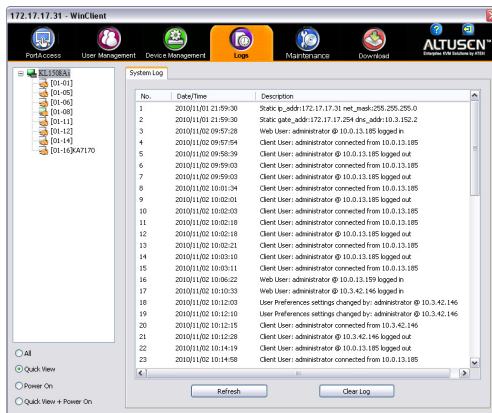 172.17.17.31 - WinClient
PortAccess
User Management
Device Management
Logs
Maintenance
Download
ALTUSEN™
Enterprise KVM Solutions by ATEN
KL1508Ai
[01-01]
[01-05]
[01-06]
[01-08]
[01-11]
[01-12]
[01-14]
[01-16]KA7170
All
Quick View
Power On
Quick View + Power On
System Log
No. Date/Time Description
1 2010/11/01 21:59:30 Static ip_addr:172.17.17.31 net_mask:255.255.255.0
2 2010/11/01 21:59:30 Static gate_addr:172.17.17.254 dns_addr:10.3.152.2
3 2010/11/02 09:57:28 Web User: administrator @ 10.0.13.185 logged in
4 2010/11/02 09:57:54 Client User: administrator connected from 10.0.13.185
5 2010/11/02 09:58:39 Client User: administrator @ 10.0.13.185 logged out
6 2010/11/02 09:59:03 Client User: administrator connected from 10.0.13.185
7 2010/11/02 09:59:03 Client User: administrator @ 10.0.13.185 logged out
8 2010/11/02 10:01:34 Client User: administrator connected from 10.0.13.185
9 2010/11/02 10:02:01 Client User: administrator @ 10.0.13.185 logged out
10 2010/11/02 10:02:03 Client User: administrator connected from 10.0.13.185
11 2010/11/02 10:02:18 Client User: administrator connected from 10.0.13.185
12 2010/11/02 10:02:18 Client User: administrator @ 10.0.13.185 logged out
13 2010/11/02 10:02:21 Client User: administrator connected from 10.0.13.185
14 2010/11/02 10:03:10 Client User: administrator @ 10.0.13.185 logged out
15 2010/11/02 10:03:11 Client User: administrator connected from 10.0.13.185
16 2010/11/02 10:06:22 Web User: administrator @ 10.0.13.159 logged in
17 2010/11/02 10:10:33 Web User: administrator @ 10.3.42.146 logged in
18 2010/11/02 10:12:03 User Preferences settings changed by: administrator @ 10.3.42.146
19 2010/11/02 10:12:10 User Preferences settings changed by: administrator @ 10.3.42.146
20 2010/11/02 10:12:15 Client User: administrator connected from 10.3.42.146
21 2010/11/02 10:12:28 Client User: administrator @ 10.3.42.146 logged out
22 2010/11/02 10:14:19 Client User: administrator @ 10.0.13.185 logged out
23 2010/11/02 10:14:58 Client User: administrator connected from 10.0.13.185
Refresh
Clear Log